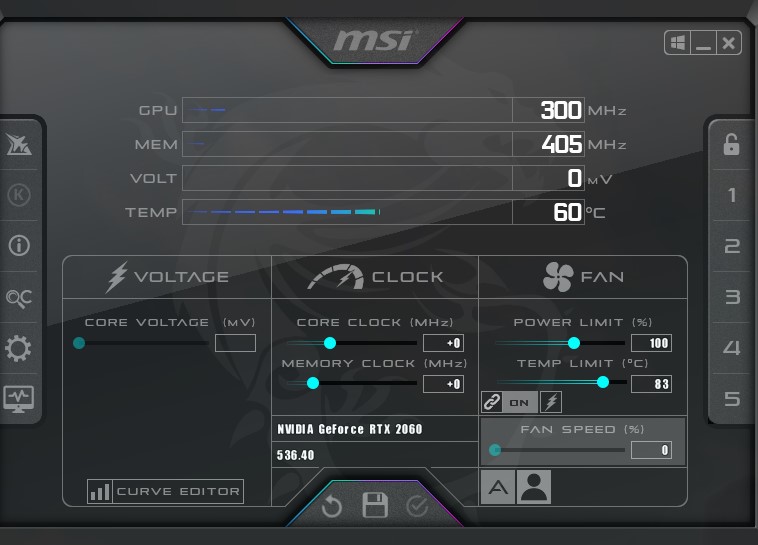 msi
GPU 300 MHz
MEM 405 MHz
VOLT 0 mV
TEMP 60 °C
K
1
2
3
4
5
VOLTAGE
CORE VOLTAGE (mV)
CURVE EDITOR
CLOCK
CORE CLOCK (MHz)
+0
MEMORY CLOCK (MHz)
+0
NVIDIA GeForce RTX 2060
536.40
FAN
POWER LIMIT (%)
100
TEMP LIMIT (°C)
83
ON
FAN SPEED (%)
0
A